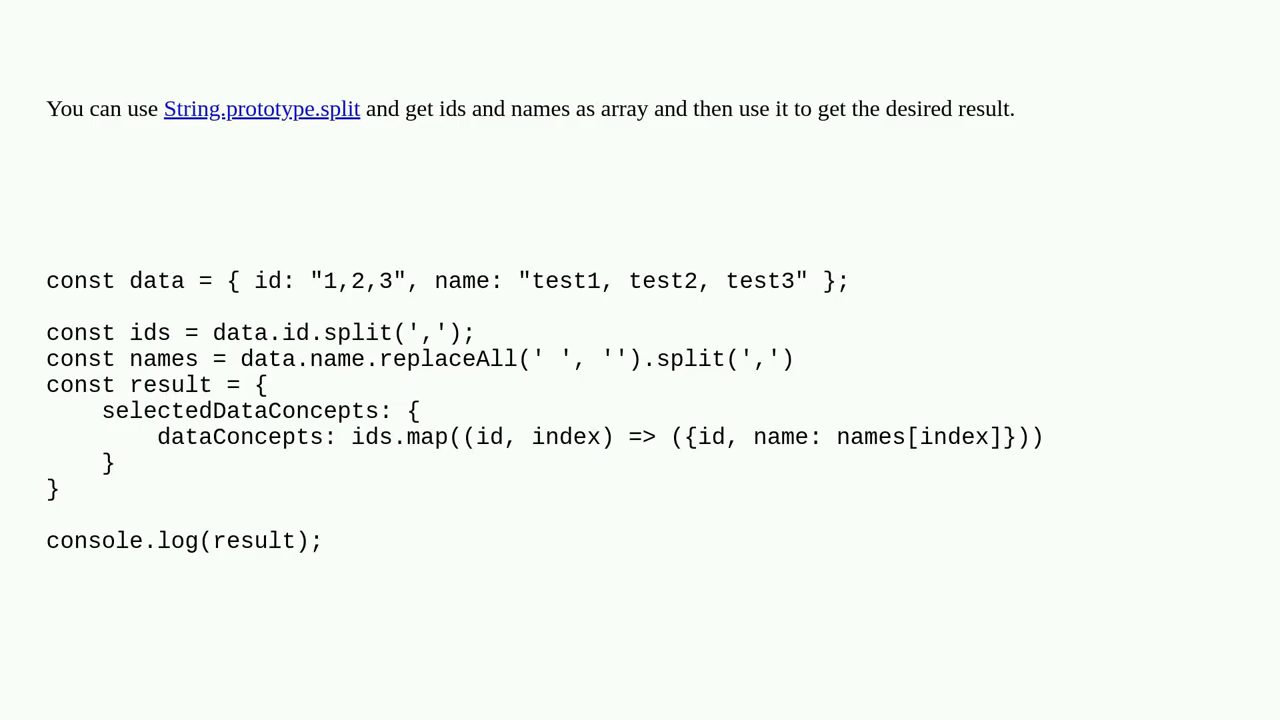 You can use String.prototype.split and get ids and names as array and then use it to get the desired result.
const data = { id: "1,2,3", name: "test1, test2, test3" };
const ids = data.id.split(',');
const names = data.name.replaceAll(' ', '').split(',')
const result = {
    selectedDataConcepts: {
        dataConcepts: ids.map((id, index) => ({id, name: names[index]}))
    }
}
console.log(result);